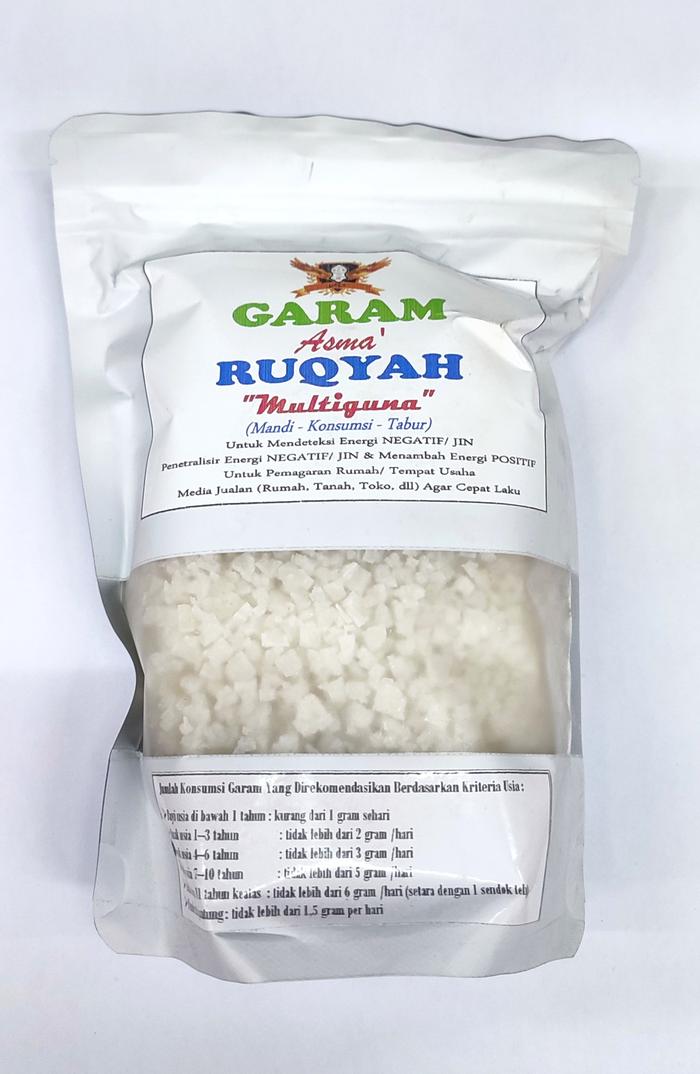 GARAM
Asma'
RUQYAH
"Multiguna"
(Mandi - Konsumsi - Tabur)
Untuk Mendeteksi Energi NEGATIF/ JIN
Penetralisir Energi NEGATIF/ JIN & Menambah Energi POSITIF
Untuk Pemagaran Rumah/ Tempat Usaha
Media Jualan (Rumah, Tanah, Toko, dll) Agar Cepat Laku
Jumlah Konsumsi Garam Yang Direkomendasikan Berdasarkan Kriteria Usia:
usia di bawah 1 tahun : kurang dari 1 gram sehari
usia 1–3 tahun : tidak lebih dari 2 gram /hari
usia 4–6 tahun : tidak lebih dari 3 gram /hari
7–10 tahun : tidak lebih dari 5 gram /hari
11 tahun keatas : tidak lebih dari 6 gram /hari (setara dengan 1 sendok teh)
: tidak lebih dari 1,5 gram per hari